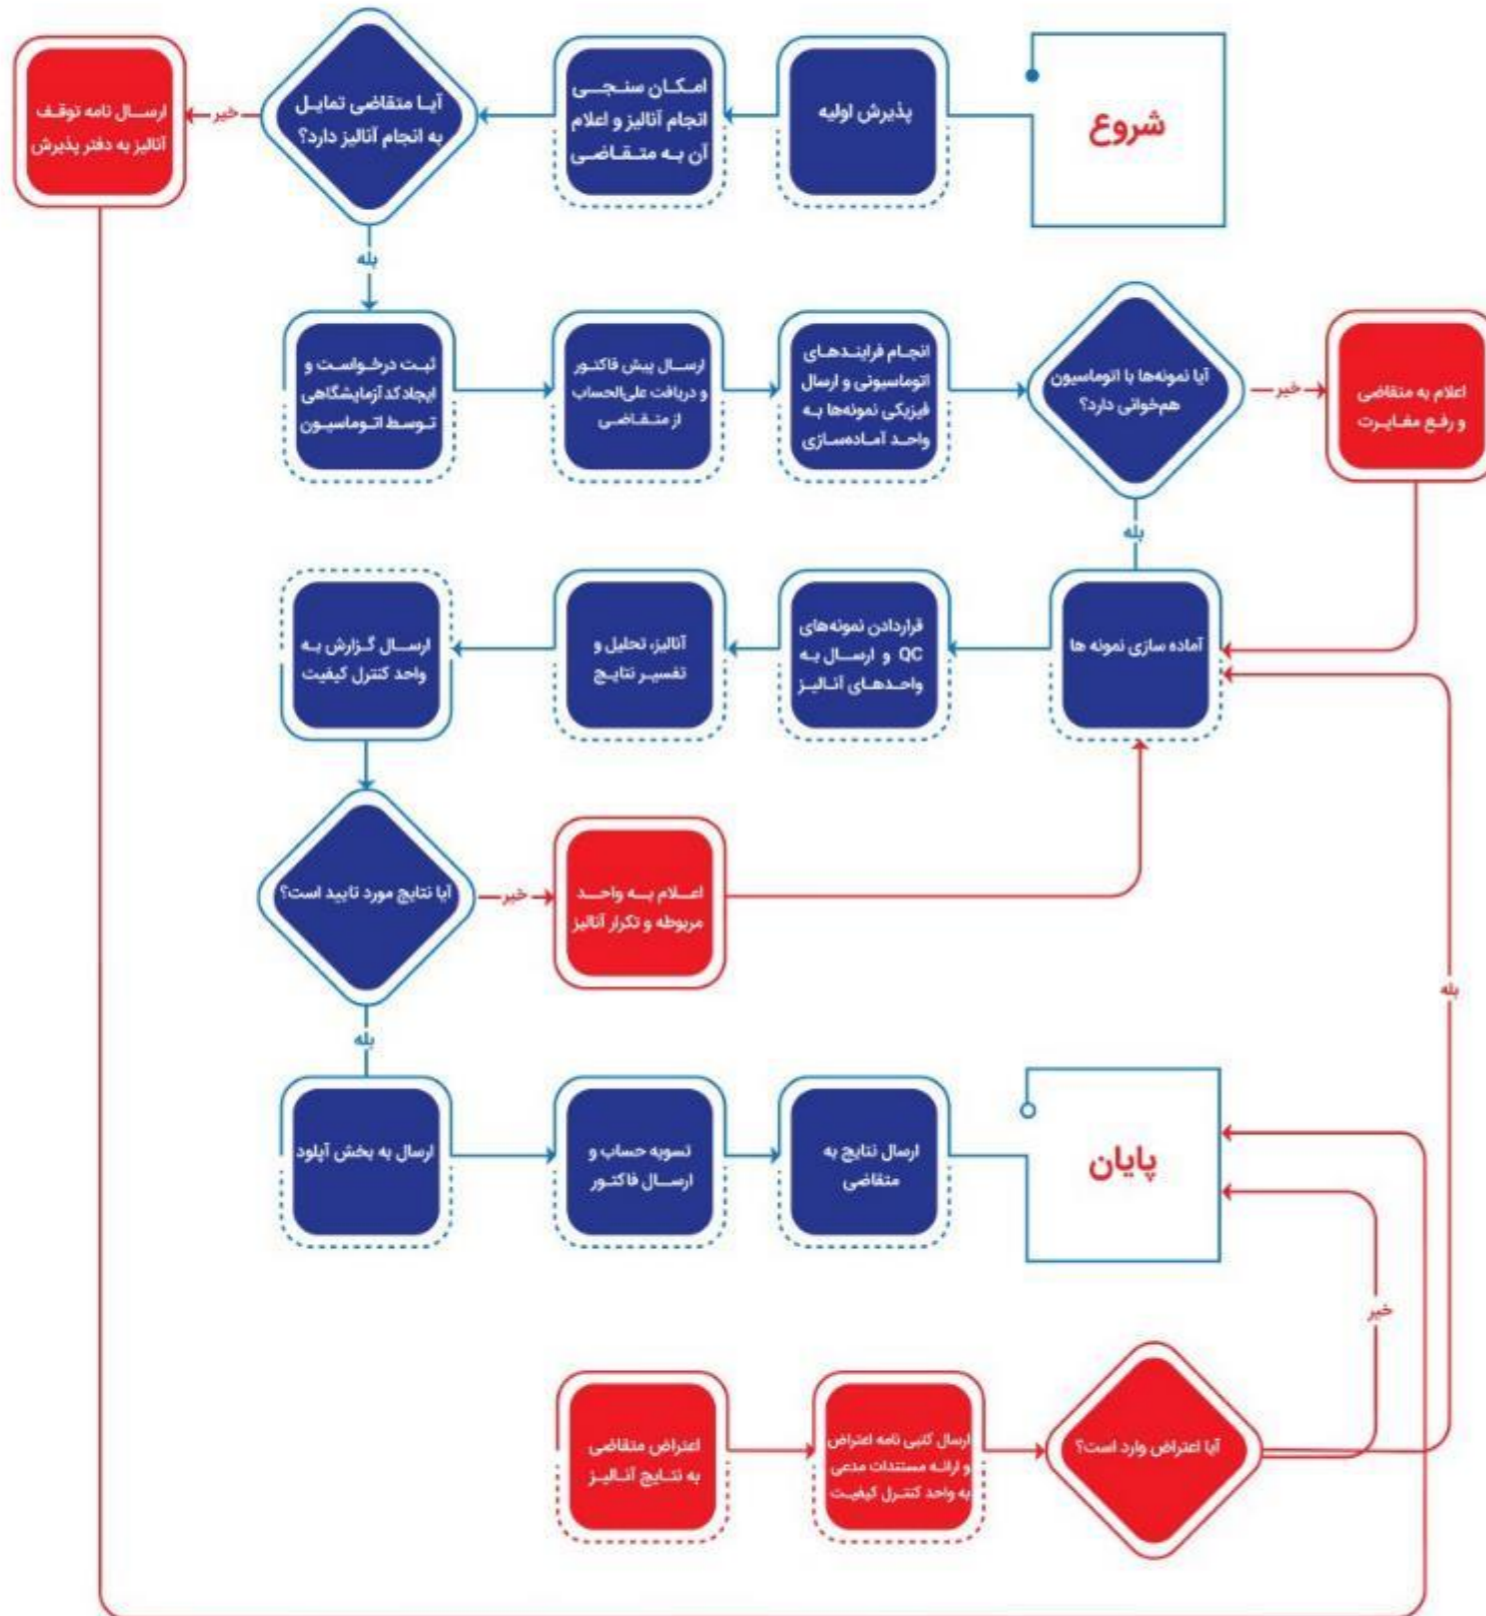 شروع
پذیرش اولیه
امکان سنجی
انجام آنالیز و اعلام
آن به متقاضی
آیا متقاضی تمایل
به انجام آنالیز دارد؟
خیر
ارسال نامه توقف
آنالیز به دفتر پذیرش
بله
ثبت درخواست و
ایجاد کد آزمایشگاهی
توسط اتوماسیون
ارسال پیش فاکتور
و دریافت علی‌الحساب
از متقاضی
انجام فرایندهای
اتوماسیونی و ارسال
فیزیکی نمونه‌ها به
واحد آماده‌سازی
آیا نمونه‌ها با اتوماسیون
هم‌خوانی دارد؟
خیر
اعلام به متقاضی
و رفع مغایرت
بله
آماده سازی نمونه ها
قراردادن نمونه‌های
QC و ارسال به
واحدهای آنالیز
آنالیز، تحلیل و
تفسیر نتایج
ارسال گزارش به
واحد کنترل کیفیت
آیا نتایج مورد تایید است؟
خیر
اعلام به واحد
مربوطه و تکرار آنالیز
بله
بله
ارسال به بخش آپلود
تسویه حساب و
ارسال فاکتور
ارسال نتایج به
متقاضی
پایان
خیر
اعتراض متقاضی
به نتایج آنالیز
ارسال کتبی نامه اعتراض
و ارائه مستندات مدعی
به واحد کنترل کیفیت
آیا اعتراض وارد است؟